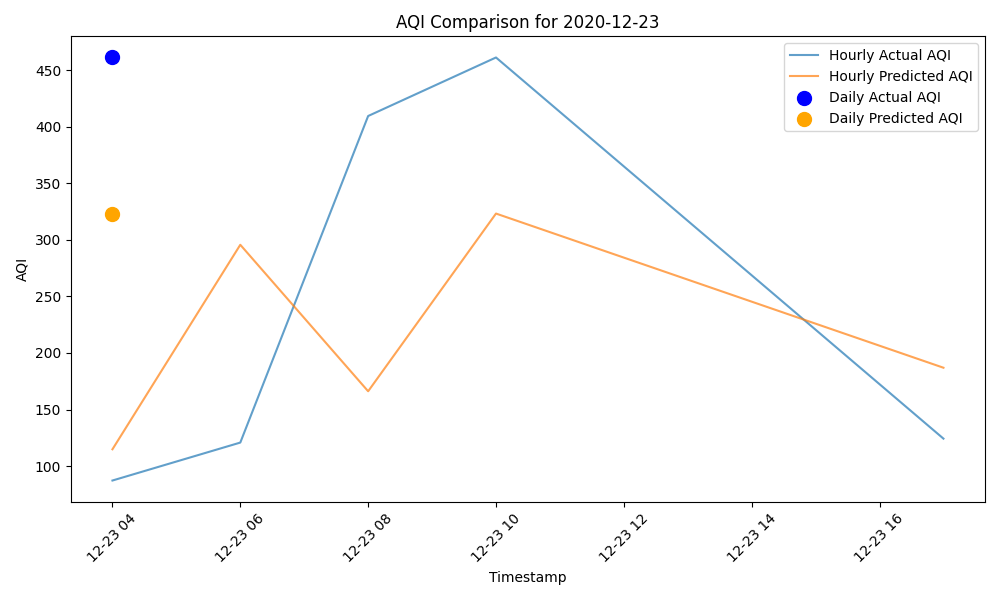 AQI Comparison for 2020-12-23
Hourly Actual AQI
Hourly Predicted AQI
Daily Actual AQI
Daily Predicted AQI
AQI
450
400
350
300
250
200
150
100
12-23 04
12-23 06
12-23 08
12-23 10
12-23 12
12-23 14
12-23 16
Timestamp